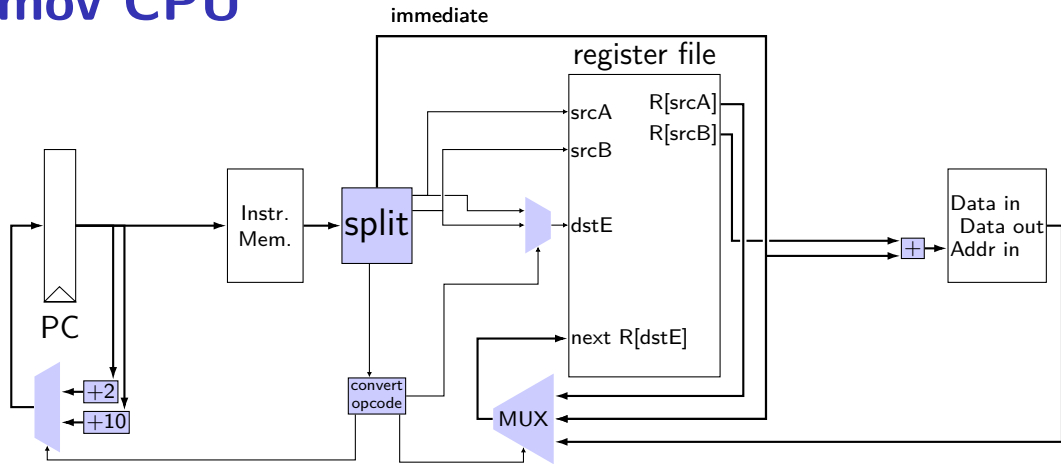 mov CPU
immediate
register file
srcA
R[srcA]
R[srcB]
srcB
Instr.
Mem.
split
dstE
Data in
Data out
Addr in
+
PC
next R[dstE]
convert
opcode
+2
+10
MUX